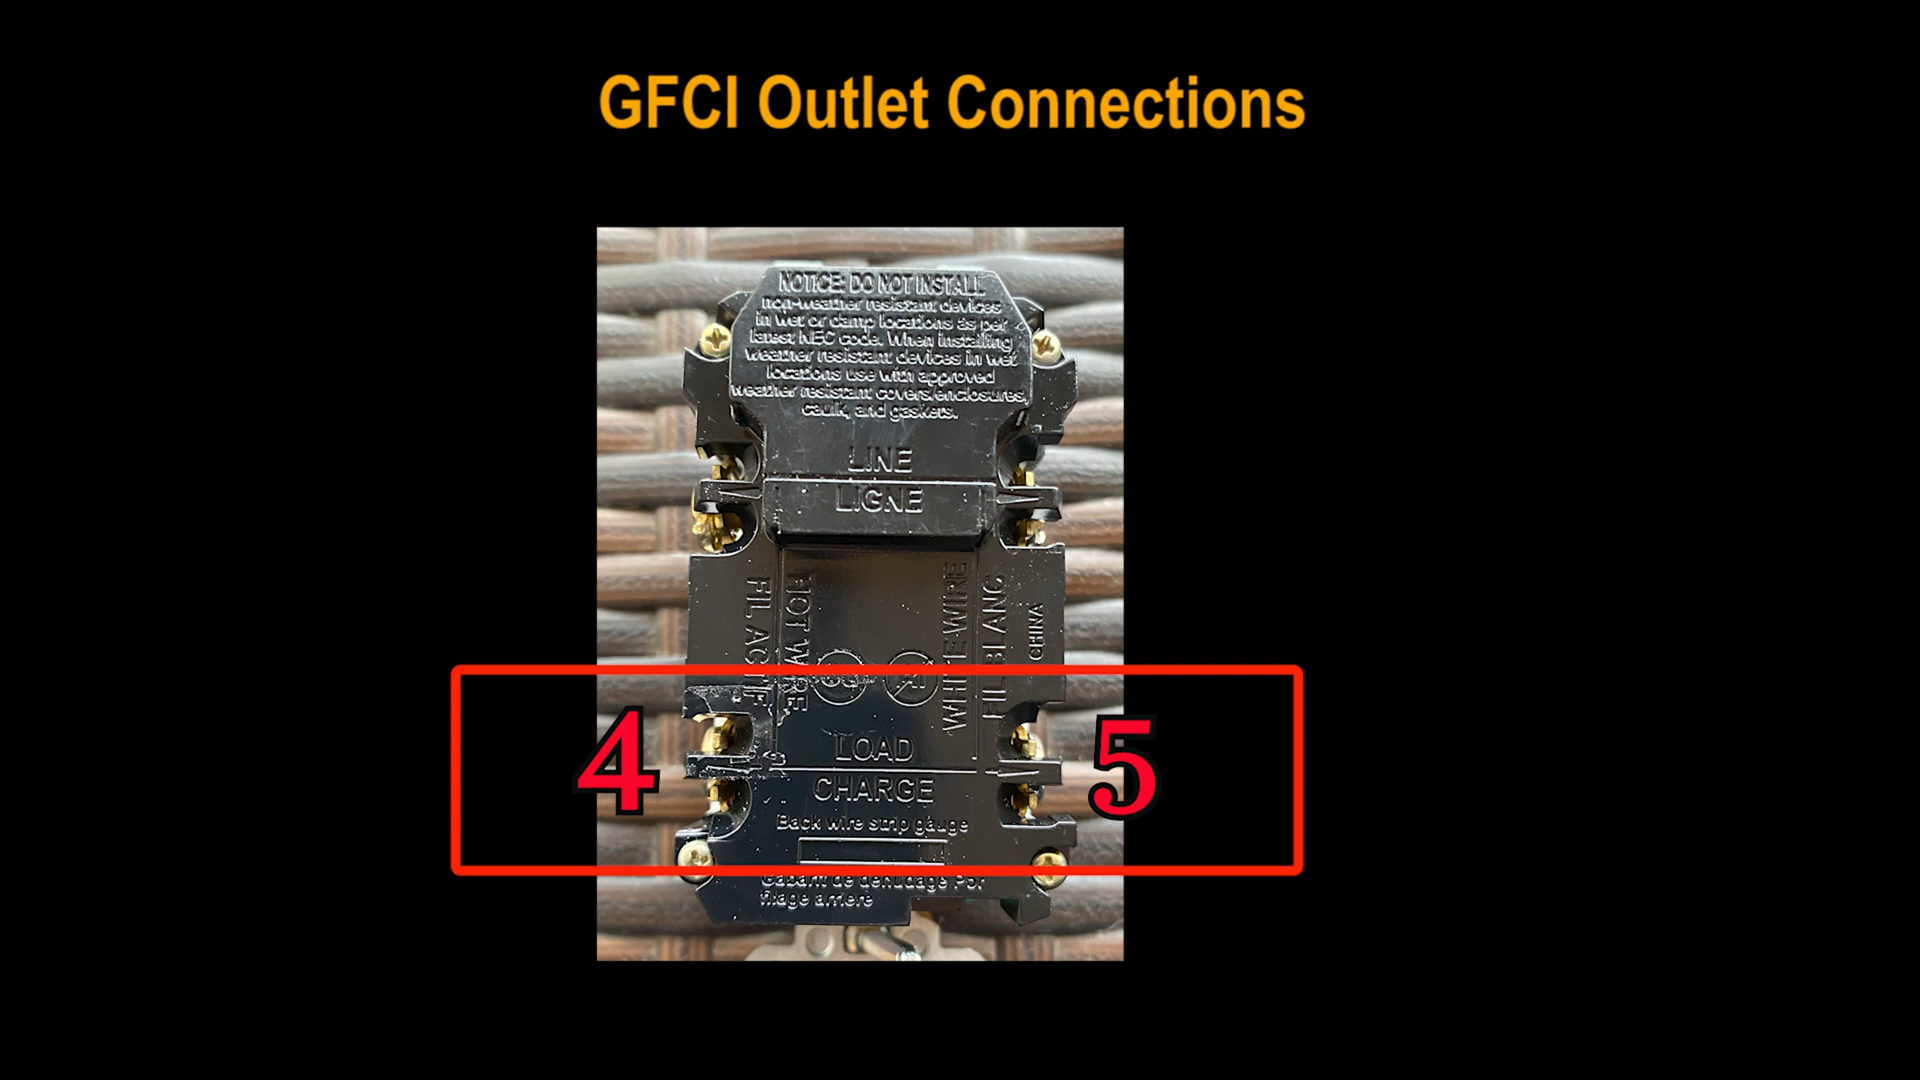 GFCI Outlet Connections
NOTICE: DO NOT INSTALL
non-weather resistant devices
in wet or damp locations as per
latest NEC code. When installing
weather resistant devices in wet
locations use with approved
weather resistant covers/enclosures,
caulk, and gaskets.
LINE
LIGNE
FIL ACTIF
HOT WIRE
WHITE WIRE
FIL BLANC
CHINA
4
5
LOAD
CHARGE
Back wire strip gauge
Gabarit de dénudage
filage arrière